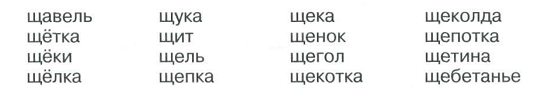 щавель щука щека щеколда
щётка щит щенок щепотка
щёки щель щегол щетина
щёлка щепка щекотка щебетанье